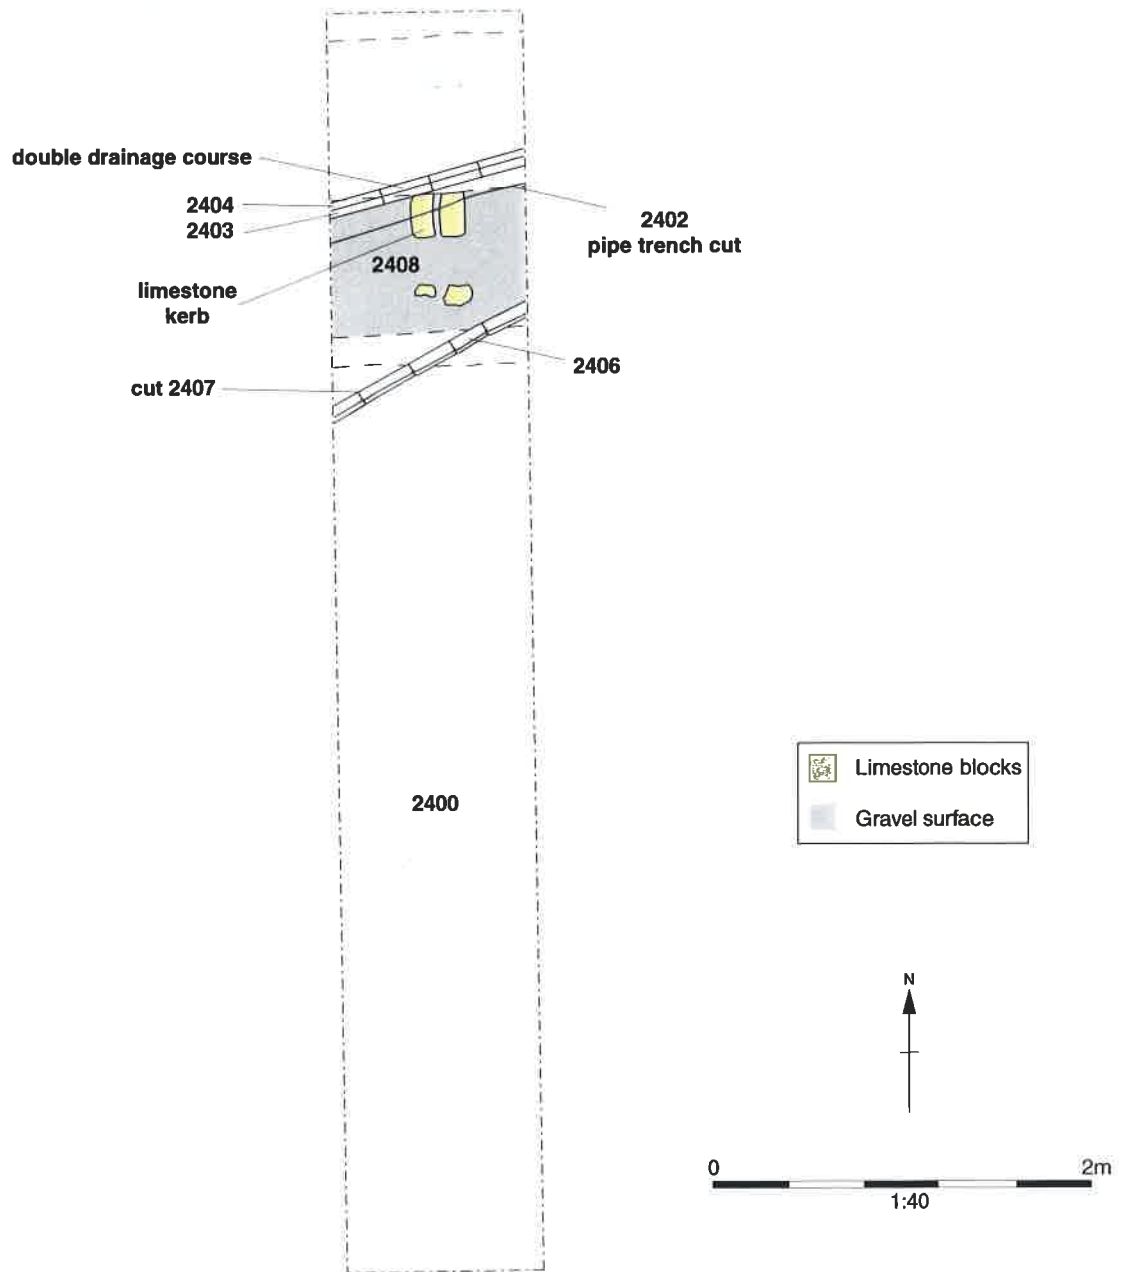 double drainage course
2404
2403
2402
pipe trench cut
2408
limestone
kerb
2406
cut 2407
2400
Limestone blocks
Gravel surface
N
0
2m
1:40